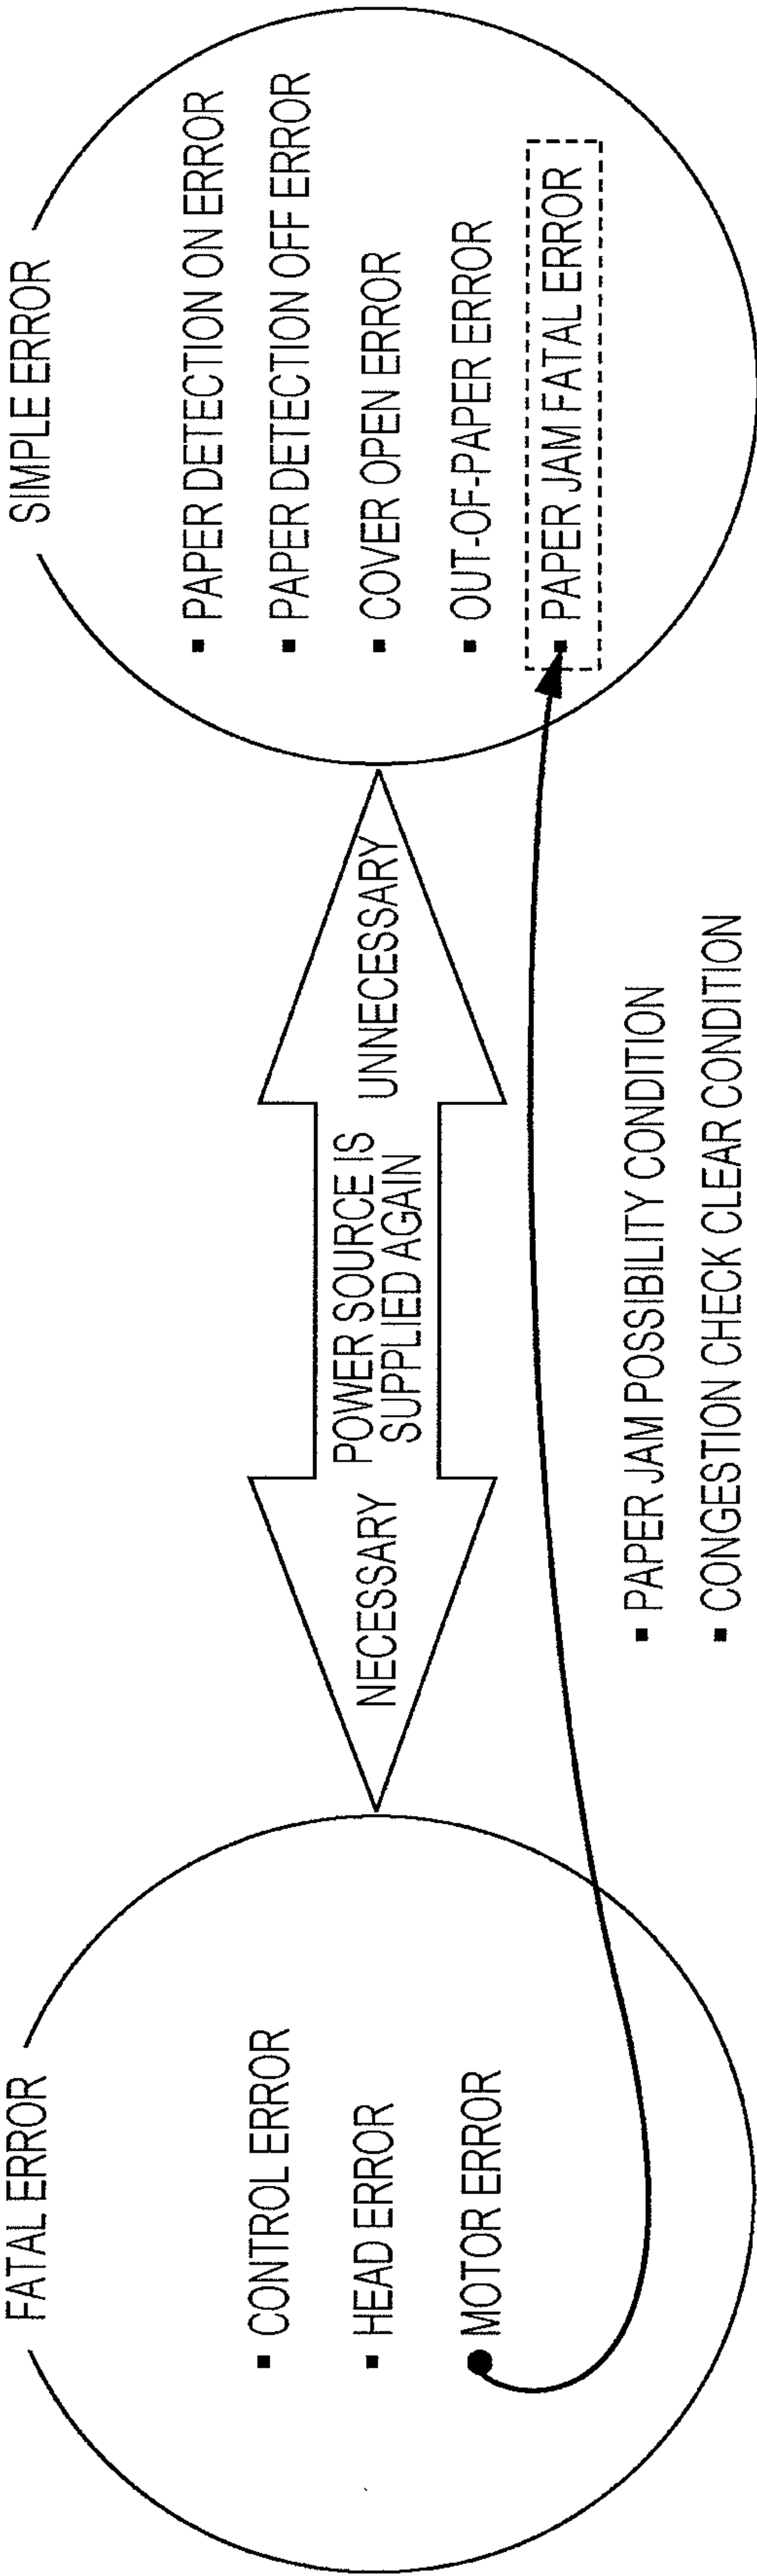 FATAL ERROR
▪ CONTROL ERROR
▪ HEAD ERROR
● MOTOR ERROR
NECESSARY
POWER SOURCE IS
SUPPLIED AGAIN
UNNECESSARY
▪ PAPER JAM POSSIBILITY CONDITION
▪ CONGESTION CHECK CLEAR CONDITION
SIMPLE ERROR
▪ PAPER DETECTION ON ERROR
▪ PAPER DETECTION OFF ERROR
▪ COVER OPEN ERROR
▪ OUT-OF-PAPER ERROR
▪ PAPER JAM FATAL ERROR